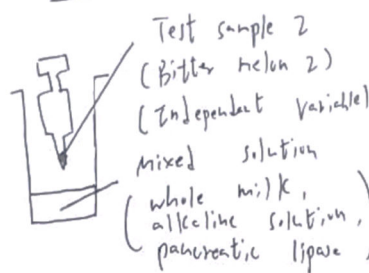 Test sample 2
(Bitter melon 2)
(Independent Variable)
Mixed solution
(whole milk,
alkaline solution,
pancreatic lipase)